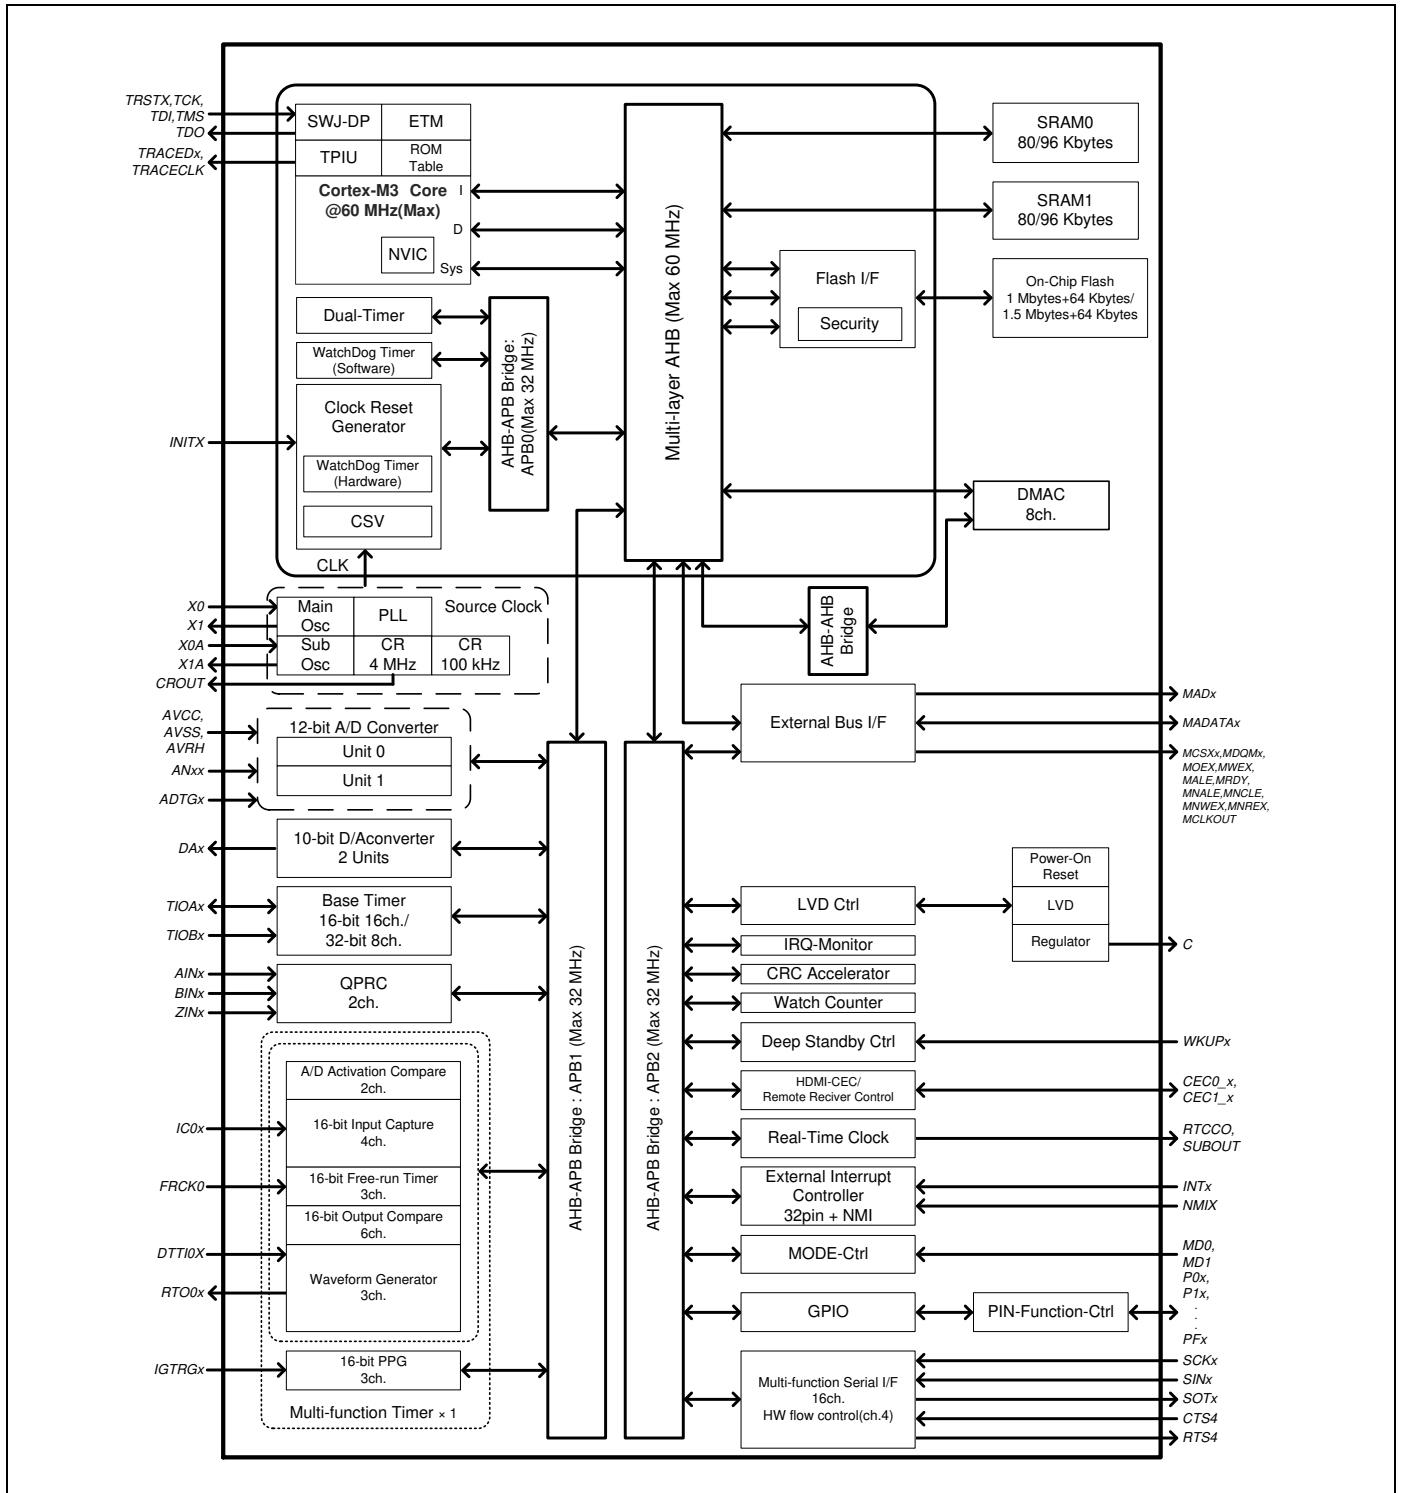 TRSTX,TCK,
TDI,TMS
TDO
TRACEDx,
TRACECLK
SWJ-DP
ETM
TPIU
ROM
Table
Cortex-M3 Core
@60 MHz(Max)
I
D
Sys
NVIC
Dual-Timer
WatchDog Timer
(Software)
Clock Reset
Generator
WatchDog Timer
(Hardware)
CSV
INITX
CLK
AHB-APB Bridge:
APB0(Max 32 MHz)
Multi-layer AHB (Max 60 MHz)
SRAM0
80/96 Kbytes
SRAM1
80/96 Kbytes
Flash I/F
Security
On-Chip Flash
1 Mbytes+64 Kbytes/
1.5 Mbytes+64 Kbytes
DMAC
8ch.
AHB-AHB
Bridge
X0
X1
X0A
X1A
CROUT
Main
Osc
PLL
Source Clock
Sub
Osc
CR
4 MHz
CR
100 kHz
AVCC,
AVSS,
AVRH
ANxx
ADTGx
12-bit A/D Converter
Unit 0
Unit 1
DAx
10-bit D/Aconverter
2 Units
TIOAx
TIOBx
Base Timer
16-bit 16ch./
32-bit 8ch.
AINx
BINx
ZINx
QPRC
2ch.
A/D Activation Compare
2ch.
IC0x
16-bit Input Capture
4ch.
FRCK0
16-bit Free-run Timer
3ch.
16-bit Output Compare
6ch.
DTTI0X
RTO0x
Waveform Generator
3ch.
IGTRGx
16-bit PPG
3ch.
Multi-function Timer × 1
AHB-APB Bridge : APB1 (Max 32 MHz)
AHB-APB Bridge : APB2 (Max 32 MHz)
External Bus I/F
MADx
MADATAx
MCSXx,MDQMx,
MOEX,MWEX,
MALE,MRDY,
MNALE,MNCLE,
MNWEX,MNREX,
MCLKOUT
LVD Ctrl
Power-On
Reset
LVD
Regulator
C
IRQ-Monitor
CRC Accelerator
Watch Counter
Deep Standby Ctrl
WKUPx
HDMI-CEC/
Remote Reciver Control
CEC0_x,
CEC1_x
Real-Time Clock
RTCCO,
SUBOUT
External Interrupt
Controller
32pin + NMI
INTx
NMIX
MODE-Ctrl
MD0,
MD1
GPIO
PIN-Function-Ctrl
P0x,
P1x,
.
.
PFx
Multi-function Serial I/F
16ch.
HW flow control(ch.4)
SCKx
SINx
SOTx
CTS4
RTS4